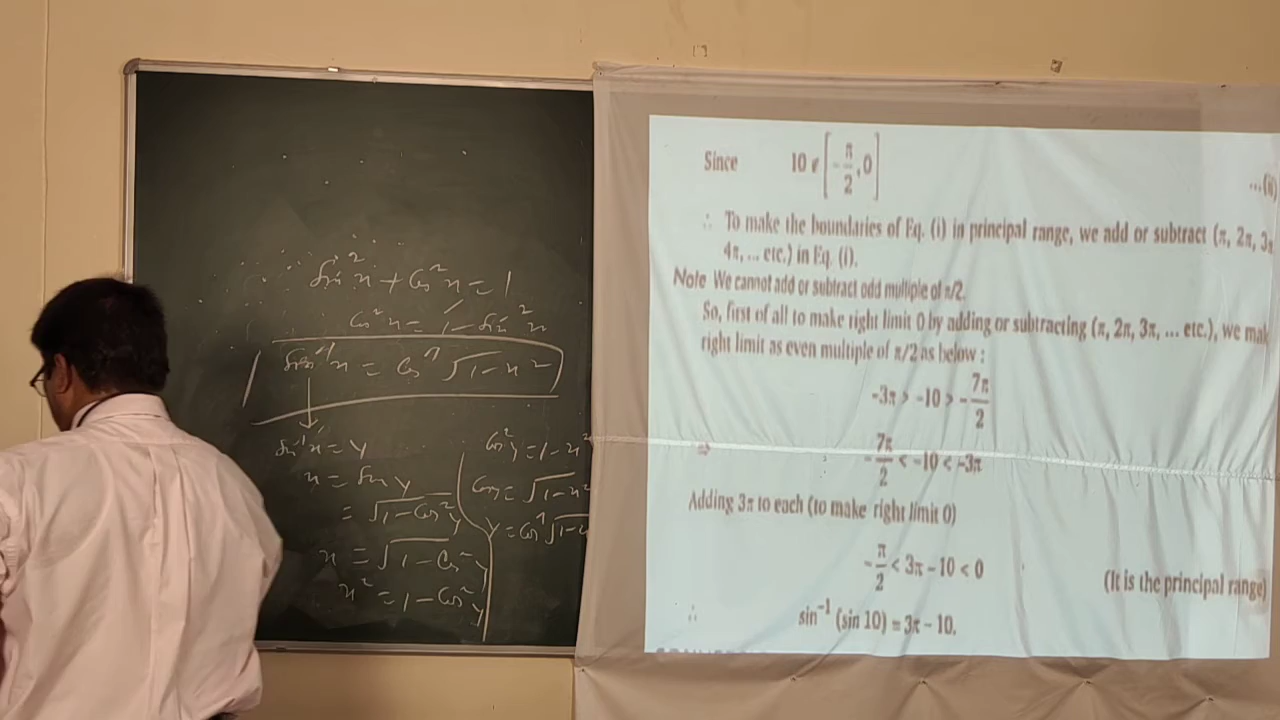 sin²x + cos²x = 1
cos²x = 1 - sin²x
sin⁻¹x = cos⁻¹ √1-x²
sin⁻¹x = y
x = sin y
= √1-cos²y
x = √1-cos²y
x² = 1-cos²y
cos²y = 1-x²
cosy = √1-x²
y = cos⁻¹√1-
Since 10 ∉ [-π/2, 0] ...(ii)
∴ To make the boundaries of Eq. (i) in principal range, we add or subtract (π, 2π, 3π
4π, ... etc.) in Eq. (i).
Note We cannot add or subtract odd multiple of π/2.
So, first of all to make right limit 0 by adding or subtracting (π, 2π, 3π, ... etc.), we mak
right limit as even multiple of π/2 as below :
-3π > -10 > -7π/2
⇒ -7π/2 < -10 < -3π
Adding 3π to each (to make right limit 0)
-π/2 < 3π - 10 < 0 (It is the principal range)
∴ sin⁻¹ (sin 10) = 3π - 10.